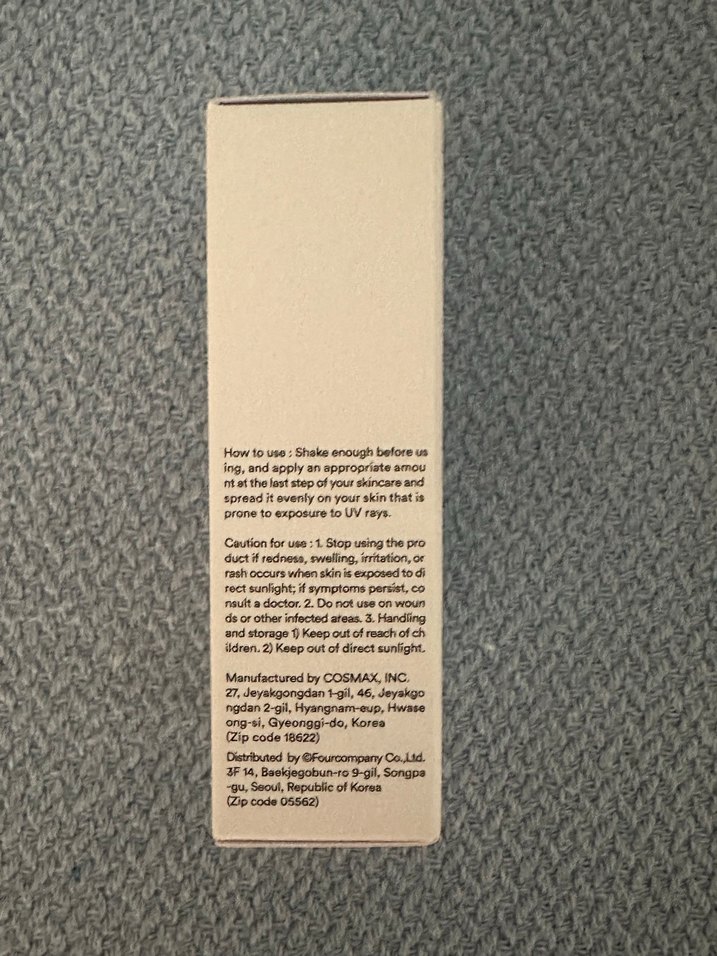 How to use : Shake enough before us
ing, and apply an appropriate amou
nt at the last step of your skincare and
spread it evenly on your skin that is
prone to exposure to UV rays.
Caution for use : 1. Stop using the pro
duct if redness, swelling, irritation, or
rash occurs when skin is exposed to di
rect sunlight; if symptoms persist, co
nsult a doctor. 2. Do not use on woun
ds or other infected areas. 3. Handling
and storage 1) Keep out of reach of ch
ildren. 2) Keep out of direct sunlight.
Manufactured by COSMAX, INC.
27, Jeyakgongdan 1-gil, 46, Jeyakgo
ngdan 2-gil, Hyangnam-eup, Hwase
ong-si, Gyeonggi-do, Korea
(Zip code 18622)
Distributed by ©Fourcompany Co.,Ltd.
3F 14, Baekjegobun-ro 9-gil, Songpa
-gu, Seoul, Republic of Korea
(Zip code 05562)